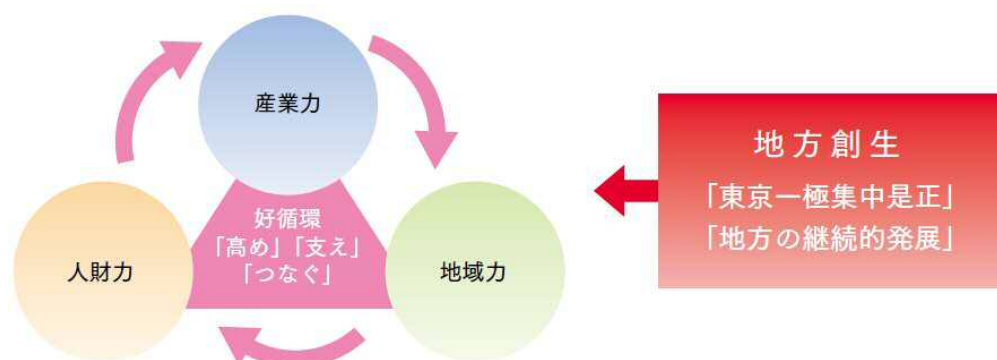 産業力
好循環
「高め」「支え」
「つなぐ」
人財力
地域力
地方創生
「東京一極集中是正」
「地方の継続的発展」